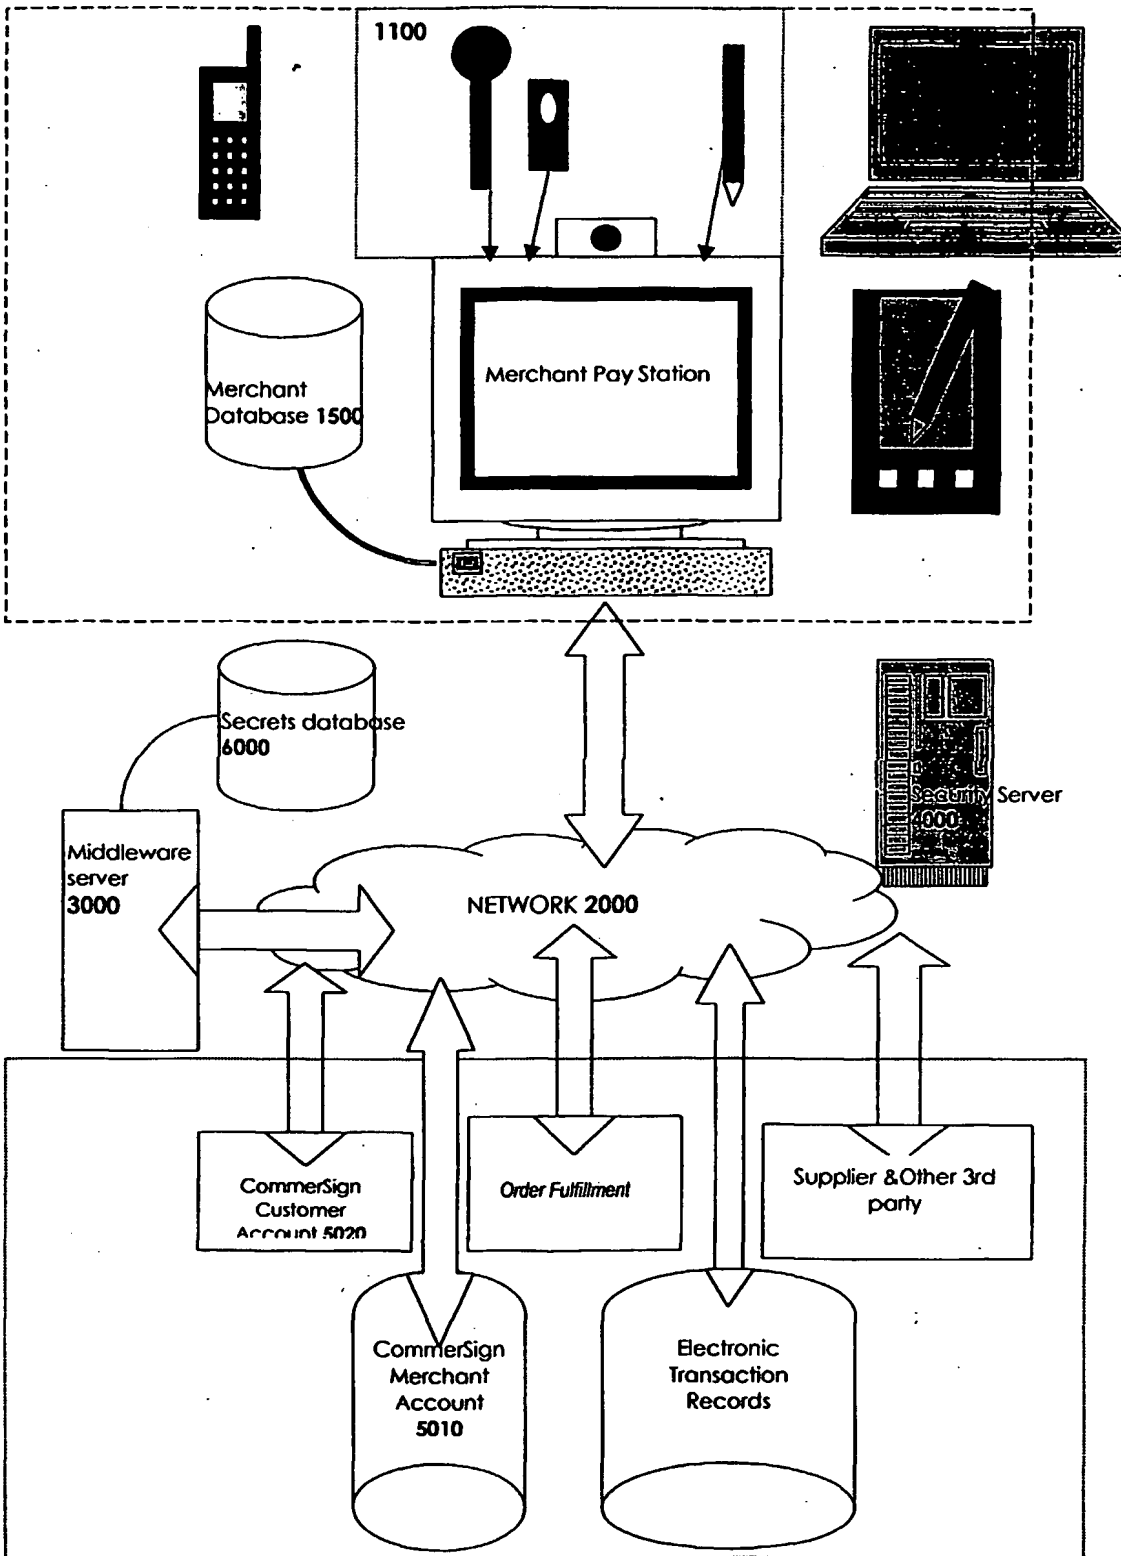 1100
Merchant Pay Station
Merchant
Database 1500
Secrets database
6000
Security Server
4000
Middleware
server
3000
NETWORK 2000
CommerSign
Customer
Account 5020
Order Fulfillment
Supplier &Other 3rd
party
CommerSign
Merchant
Account
5010
Electronic
Transaction
Records